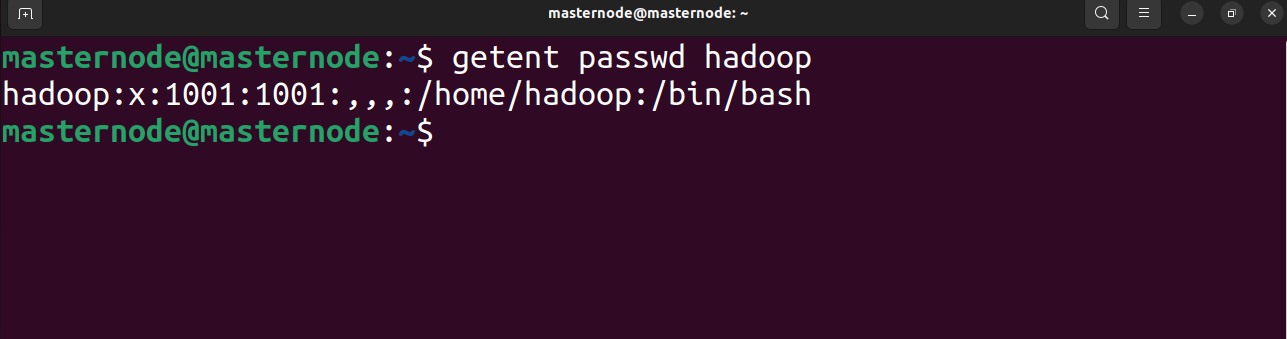 masternode@masternode: ~
masternode@masternode:~$ getent passwd hadoop
hadoop:x:1001:1001:,,,:/home/hadoop:/bin/bash
masternode@masternode:~$